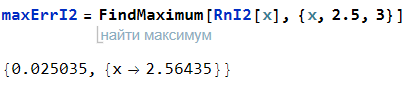 maxErrI2 = FindMaximum[RnI2[x], {x, 2.5, 3}]
найти максимум
{0.025035, {x → 2.56435}}